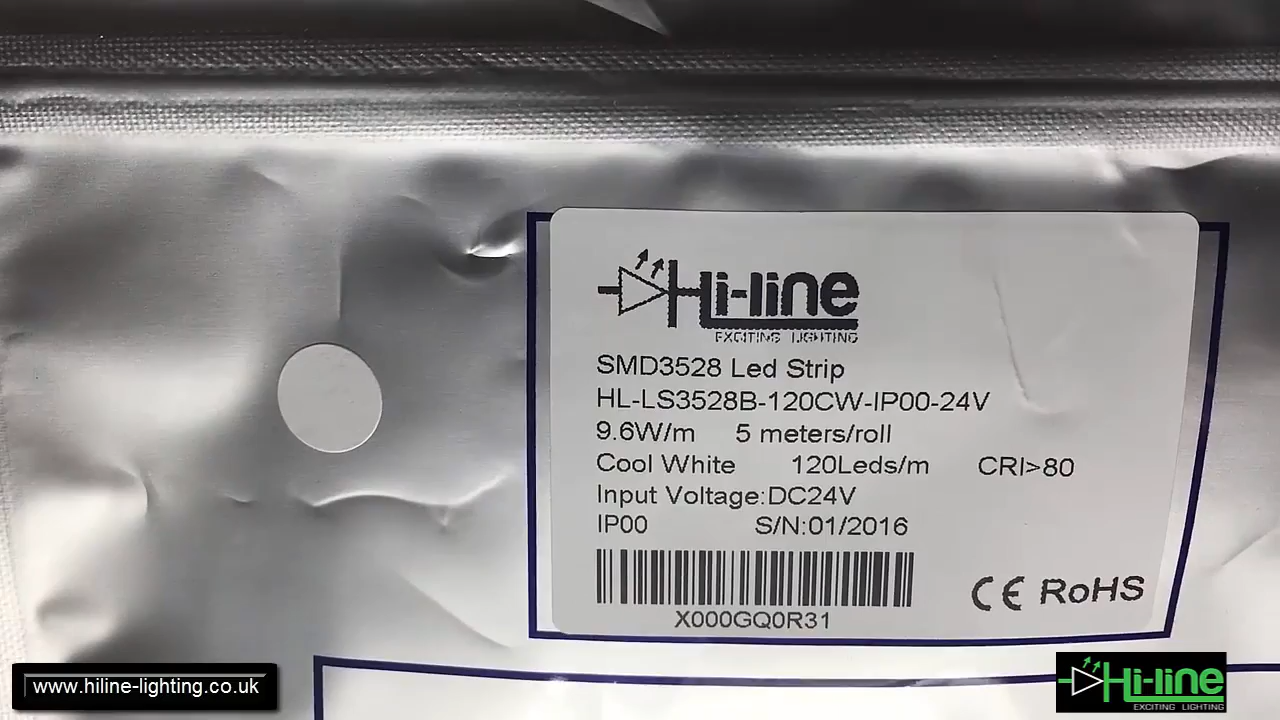 Hi-line
EXCITING LIGHTING
SMD3528 Led Strip
HL-LS3528B-120CW-IP00-24V
9.6W/m 5 meters/roll
Cool White 120Leds/m CRI>80
Input Voltage:DC24V
IP00 S/N:01/2016
X000GQ0R31
CE RoHS
www.hiline-lighting.co.uk
Hi-line
EXCITING LIGHTING